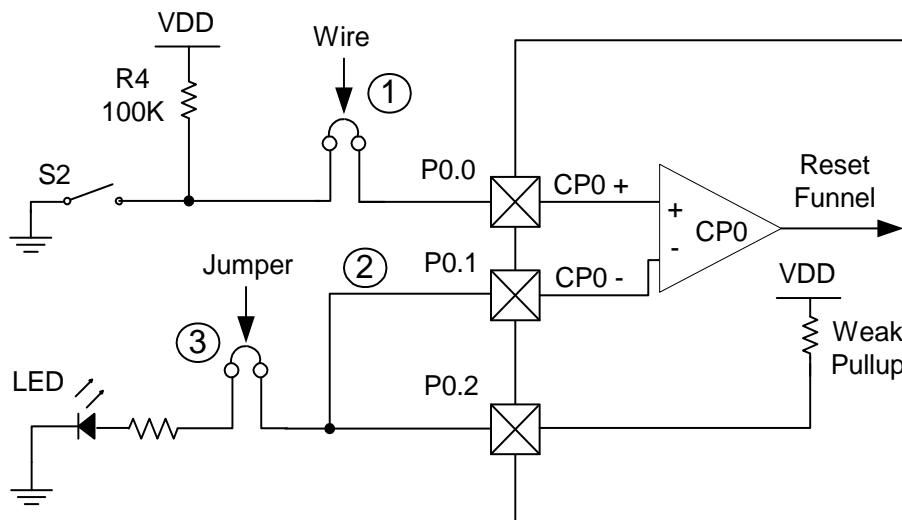 VDD
Wire
R4
100K
1
S2
P0.0
CP0 +
+
-
CP0
Reset
Funnel
Jumper
2
P0.1
CP0 -
VDD
3
Weak
Pullup
LED
P0.2